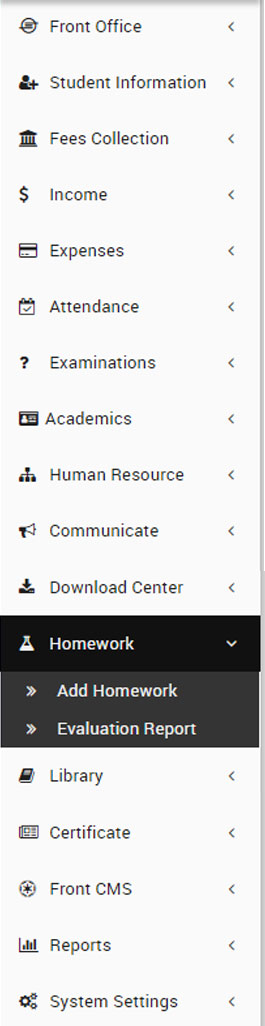 Front Office
Student Information
Fees Collection
Income
Expenses
Attendance
Examinations
Academics
Human Resource
Communicate
Download Center
Homework
Add Homework
Evaluation Report
Library
Certificate
Front CMS
Reports
System Settings